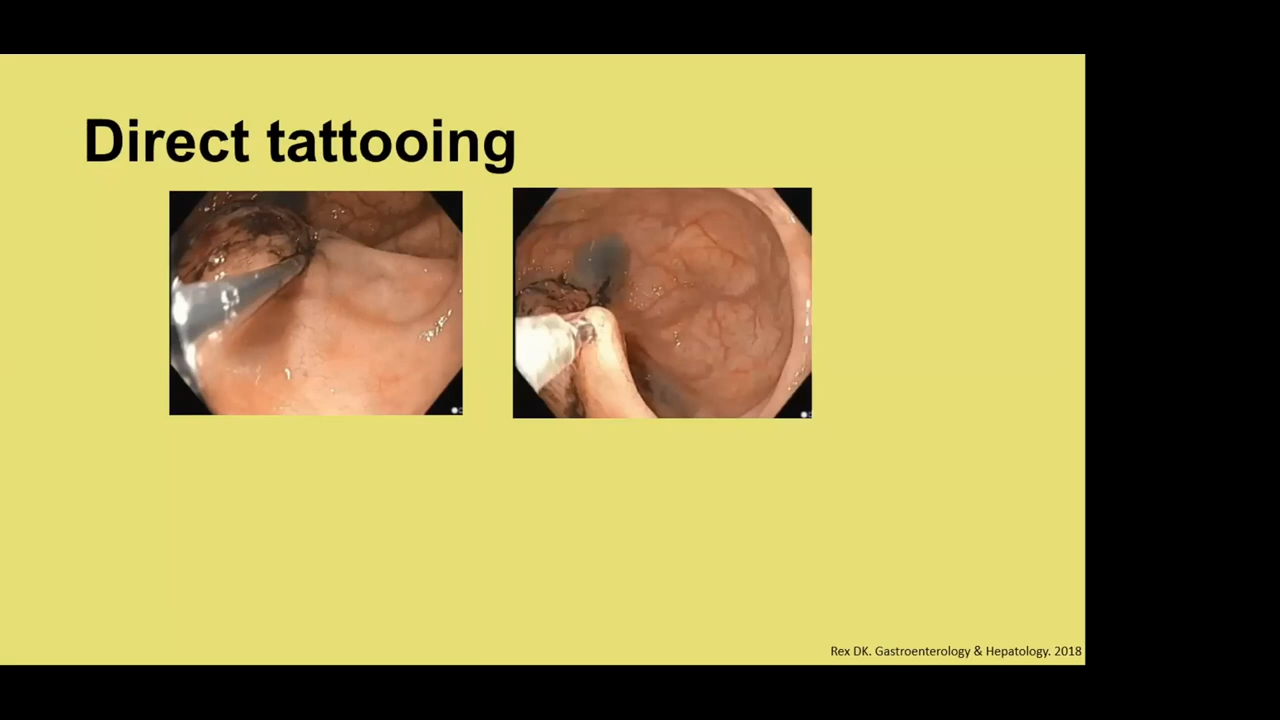 Direct tattooing
Rex DK. Gastroenterology & Hepatology. 2018